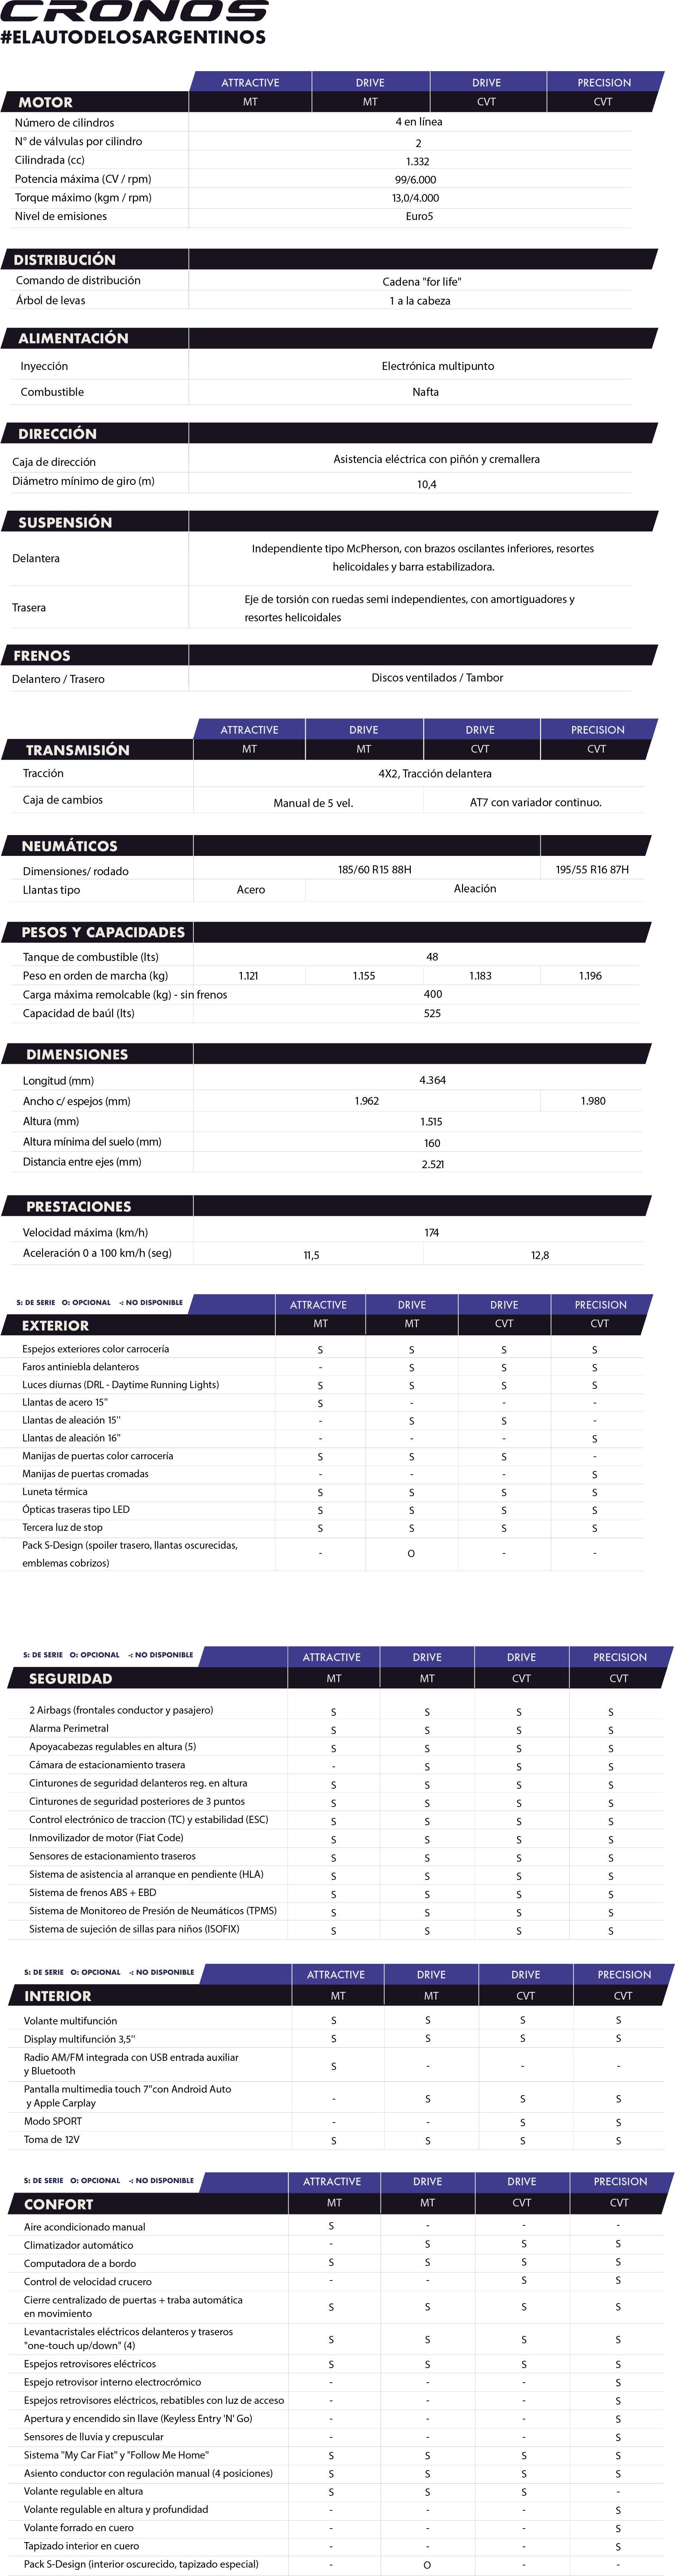 CRONOS
#ELAUTODELOSARGENTINOS
ATTRACTIVE DRIVE DRIVE PRECISION
MOTOR MT MT CVT CVT
Número de cilindros 4 en línea
N° de válvulas por cilindro 2
Cilindrada (cc) 1.332
Potencia máxima (CV / rpm) 99/6.000
Torque máximo (kgm / rpm) 13,0/4.000
Nivel de emisiones Euro5
DISTRIBUCIÓN
Comando de distribución Cadena "for life"
Árbol de levas 1 a la cabeza
ALIMENTACIÓN
Inyección Electrónica multipunto
Combustible Nafta
DIRECCIÓN
Caja de dirección Asistencia eléctrica con piñón y cremallera
Diámetro mínimo de giro (m) 10,4
SUSPENSIÓN
Delantera Independiente tipo McPherson, con brazos oscilantes inferiores, resortes
helicoidales y barra estabilizadora.
Trasera Eje de torsión con ruedas semi independientes, con amortiguadores y
resortes helicoidales
FRENOS
Delantero / Trasero Discos ventilados / Tambor
ATTRACTIVE DRIVE DRIVE PRECISION
TRANSMISIÓN MT MT CVT CVT
Tracción 4X2, Tracción delantera
Caja de cambios Manual de 5 vel. AT7 con variador continuo.
NEUMÁTICOS
Dimensiones/ rodado 185/60 R15 88H 195/55 R16 87H
Llantas tipo Acero Aleación
PESOS Y CAPACIDADES
Tanque de combustible (lts) 48
Peso en orden de marcha (kg) 1.121 1.155 1.183 1.196
Carga máxima remolcable (kg) - sin frenos 400
Capacidad de baúl (lts) 525
DIMENSIONES
Longitud (mm) 4.364
Ancho c/ espejos (mm) 1.962 1.980
Altura (mm) 1.515
Altura mínima del suelo (mm) 160
Distancia entre ejes (mm) 2.521
PRESTACIONES
Velocidad máxima (km/h) 174
Aceleración 0 a 100 km/h (seg) 11,5 12,8
S: DE SERIE O: OPCIONAL -: NO DISPONIBLE ATTRACTIVE DRIVE DRIVE PRECISION
EXTERIOR MT MT CVT CVT
Espejos exteriores color carrocería S S S S
Faros antiniebla delanteros - S S S
Luces diurnas (DRL - Daytime Running Lights) S S S S
Llantas de acero 15" S - - -
Llantas de aleación 15" - S S -
Llantas de aleación 16" - - - S
Manijas de puertas color carrocería S S S -
Manijas de puertas cromadas - - - S
Luneta térmica S S S S
Ópticas traseras tipo LED S S S S
Tercera luz de stop S S S S
Pack S-Design (spoiler trasero, llantas oscurecidas,
emblemas cobrizos) - O - -
S: DE SERIE O: OPCIONAL -: NO DISPONIBLE ATTRACTIVE DRIVE DRIVE PRECISION
SEGURIDAD MT MT CVT CVT
2 Airbags (frontales conductor y pasajero) S S S S
Alarma Perimetral S S S S
Apoyacabezas regulables en altura (5) S S S S
Cámara de estacionamiento trasera - S S S
Cinturones de seguridad delanteros reg. en altura S S S S
Cinturones de seguridad posteriores de 3 puntos S S S S
Control electrónico de traccion (TC) y estabilidad (ESC) S S S S
Inmovilizador de motor (Fiat Code) S S S S
Sensores de estacionamiento traseros S S S S
Sistema de asistencia al arranque en pendiente (HLA) S S S S
Sistema de frenos ABS + EBD S S S S
Sistema de Monitoreo de Presión de Neumáticos (TPMS) S S S S
Sistema de sujeción de sillas para niños (ISOFIX) S S S S
S: DE SERIE O: OPCIONAL -: NO DISPONIBLE ATTRACTIVE DRIVE DRIVE PRECISION
INTERIOR MT MT CVT CVT
Volante multifunción S S S S
Display multifunción 3,5" S S S S
Radio AM/FM integrada con USB entrada auxiliar
y Bluetooth S - - -
Pantalla multimedia touch 7"con Android Auto
y Apple Carplay - S S S
Modo SPORT - - S S
Toma de 12V S S S S
S: DE SERIE O: OPCIONAL -: NO DISPONIBLE ATTRACTIVE DRIVE DRIVE PRECISION
CONFORT MT MT CVT CVT
Aire acondicionado manual S - - -
Climatizador automático - S S S
Computadora de a bordo S S S S
Control de velocidad crucero - - S S
Cierre centralizado de puertas + traba automática
en movimiento S S S S
Levantacristales eléctricos delanteros y traseros
"one-touch up/down" (4) S S S S
Espejos retrovisores eléctricos S S S S
Espejo retrovisor interno electrocrómico - - - S
Espejos retrovisores eléctricos, rebatibles con luz de acceso - - - S
Apertura y encendido sin llave (Keyless Entry 'N' Go) - - - S
Sensores de lluvia y crepuscular - - - S
Sistema "My Car Fiat" y "Follow Me Home" S S S S
Asiento conductor con regulación manual (4 posiciones) S S S S
Volante regulable en altura S S S -
Volante regulable en altura y profundidad - - - S
Volante forrado en cuero - - - S
Tapizado interior en cuero - - - S
Pack S-Design (interior oscurecido, tapizado especial) - O - -